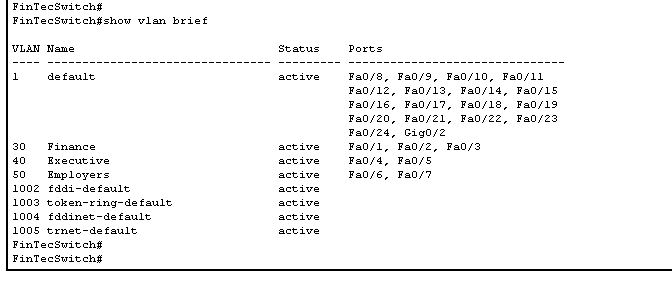 FinTecSwitch#
FinTecSwitch#show vlan brief
VLAN Name                             Status    Ports
---- -------------------------------- --------- -------------------------------
1    default                          active    Fa0/8, Fa0/9, Fa0/10, Fa0/11
                                                Fa0/12, Fa0/13, Fa0/14, Fa0/15
                                                Fa0/16, Fa0/17, Fa0/18, Fa0/19
                                                Fa0/20, Fa0/21, Fa0/22, Fa0/23
                                                Fa0/24, Gig0/2
30   Finance                          active    Fa0/1, Fa0/2, Fa0/3
40   Executive                        active    Fa0/4, Fa0/5
50   Employers                        active    Fa0/6, Fa0/7
1002 fddi-default                     active
1003 token-ring-default               active
1004 fddinet-default                  active
1005 trnet-default                    active
FinTecSwitch#
FinTecSwitch#